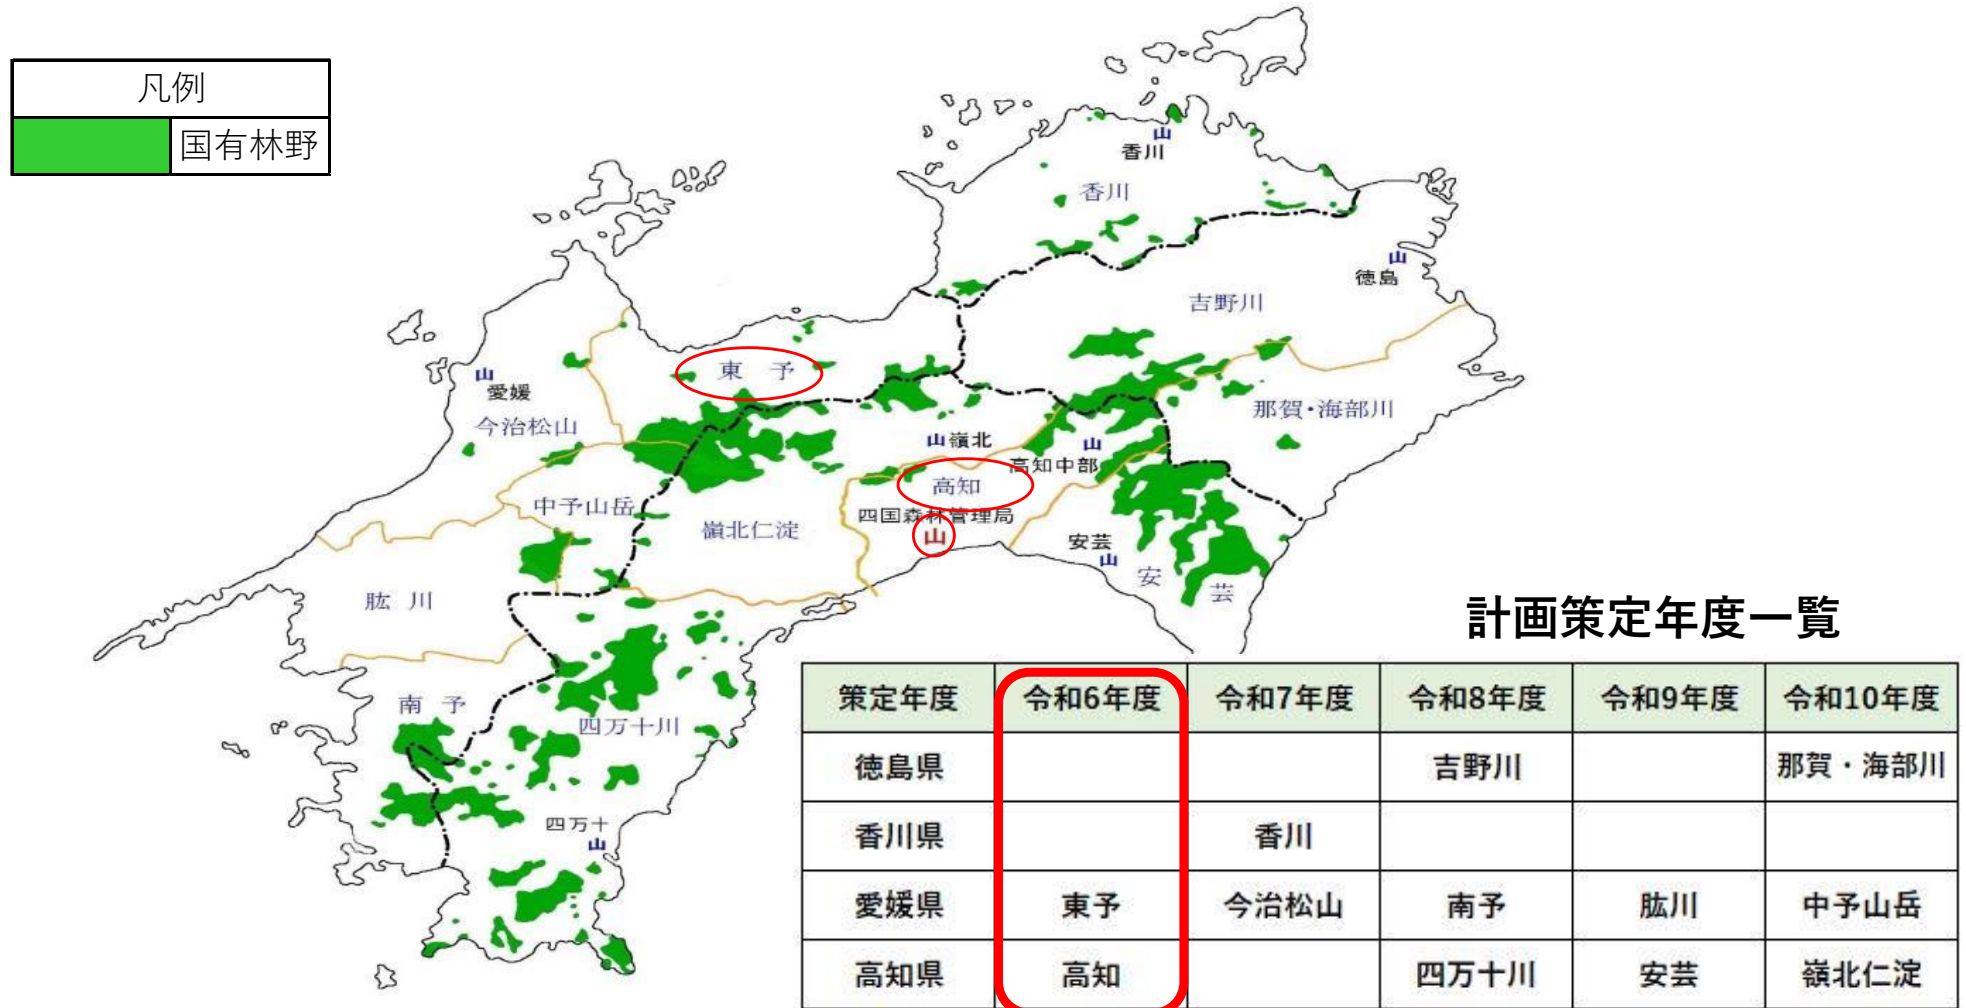 凡例
国有林野
山
香川
香川
山
徳島
吉野川
東 予
山
愛媛
今治松山
那賀・海部川
山嶺北
山
高知中部
高知
中予山岳
四国森林管理局
山
嶺北仁淀
安芸
山
安 芸
肱 川
南 予
四万十川
四万十
山
計画策定年度一覧
策定年度 令和6年度 令和7年度 令和8年度 令和9年度 令和10年度
徳島県 吉野川 那賀・海部川
香川県 香川
愛媛県 東予 今治松山 南予 肱川 中予山岳
高知県 高知 四万十川 安芸 嶺北仁淀